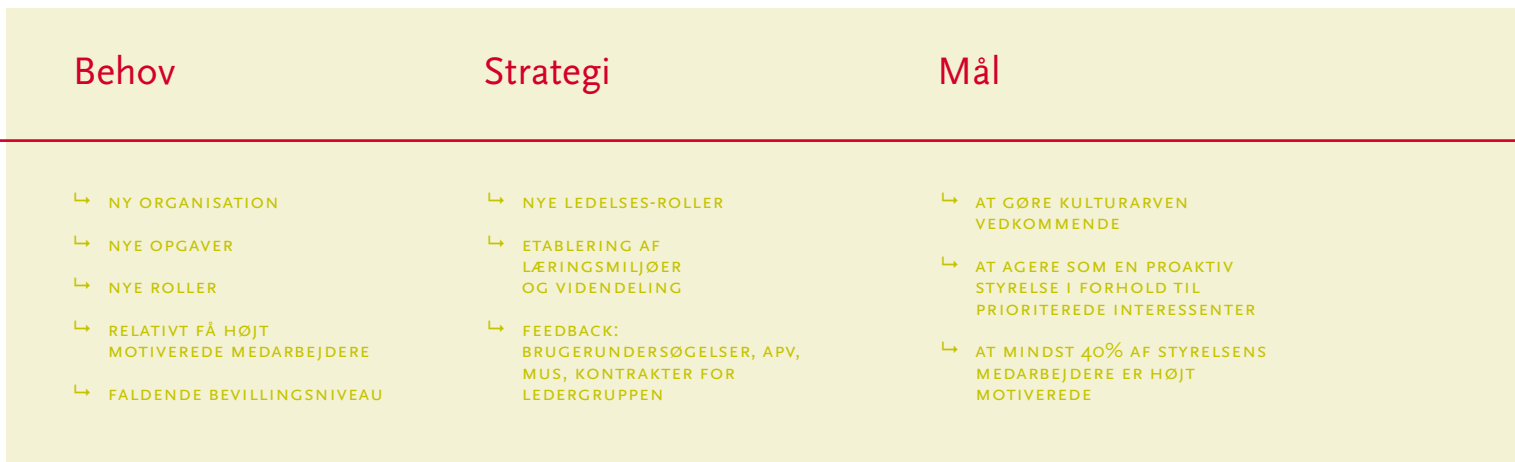 Behov
↳ NY ORGANISATION
↳ NYE OPGAVER
↳ NYE ROLLER
↳ RELATIVT FÅ HØJT
MOTIVEREDE MEDARBEJDERE
↳ FALDENDE BEVILLINGSNIVEAU
Strategi
↳ NYE LEDELSES-ROLLER
↳ ETABLERING AF
LÆRINGSMILJØER
OG VIDENDELING
↳ FEEDBACK:
BRUGERUNDERSØGELSER, APV,
MUS, KONTRAKTER FOR
LEDERGRUPPEN
Mål
↳ AT GØRE KULTURARVEN
VEDKOMMENDE
↳ AT AGERE SOM EN PROAKTIV
STYRELSE I FORHOLD TIL
PRIORITEREDE INTERESSENTER
↳ AT MINDST 40% AF STYRELSENS
MEDARBEJDERE ER HØJT
MOTIVEREDE